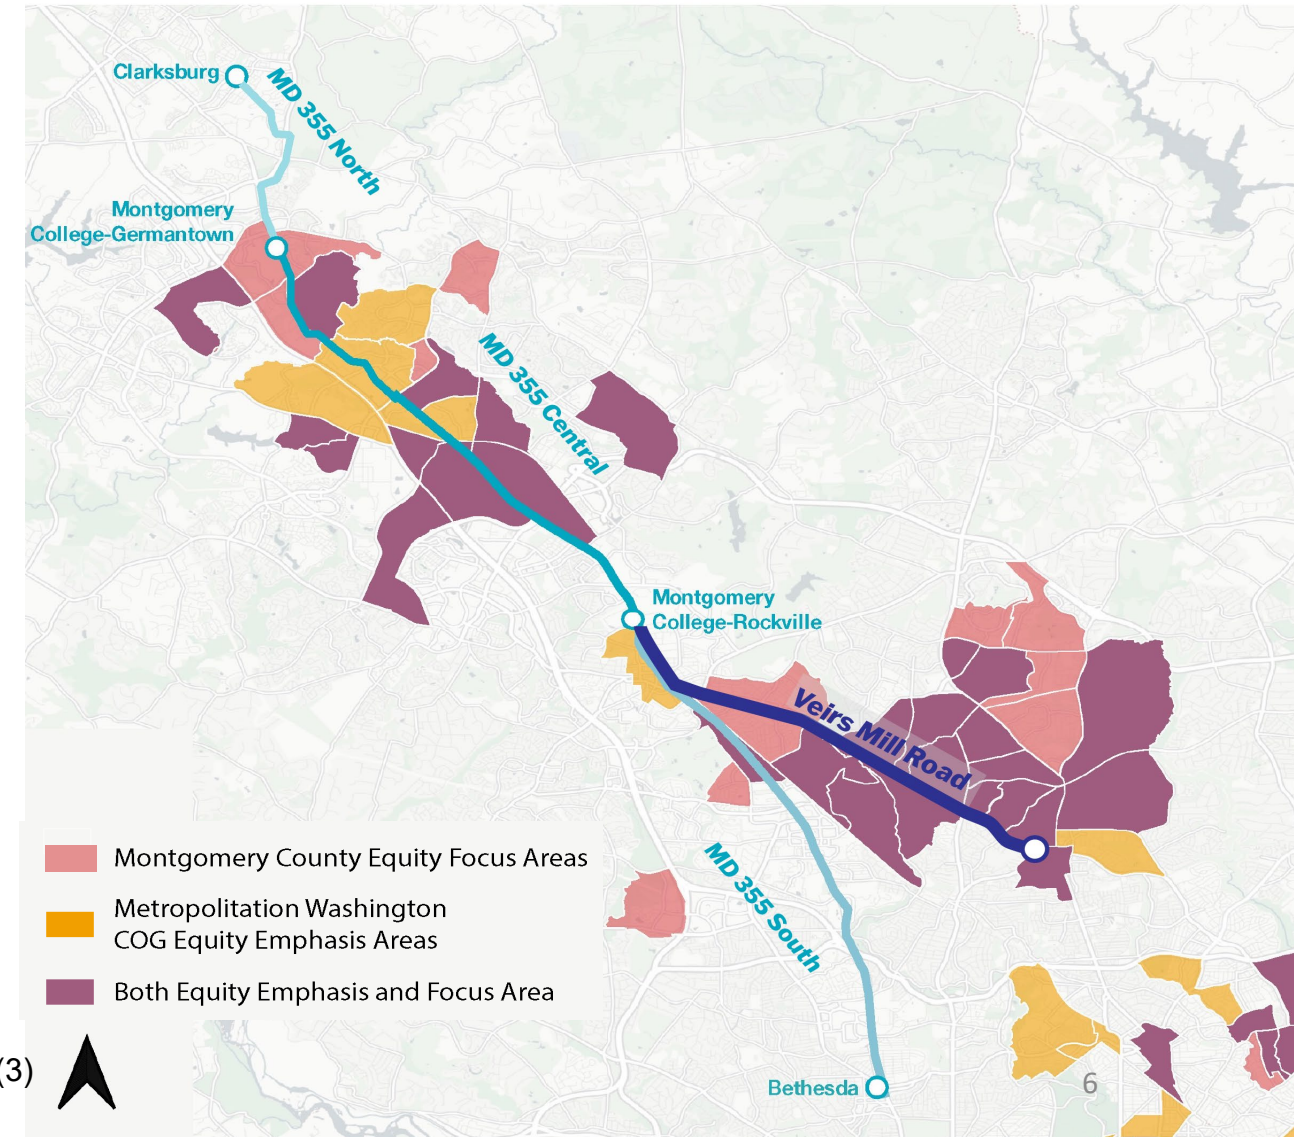 Clarksburg
MD 355 North
Montgomery
College-Germantown
MD 355 Central
Montgomery
College-Rockville
Veirs Mill Road
MD 355 South
Montgomery County Equity Focus Areas
Metropolitation Washington
COG Equity Emphasis Areas
Both Equity Emphasis and Focus Area
(3)
Bethesda
6